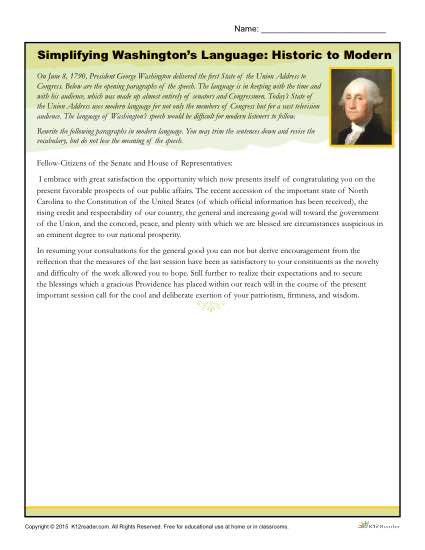 Name: ____________________________
Simplifying Washington's Language: Historic to Modern
On June 8, 1790, President George Washington delivered the first State of the Union Address to
Congress. Below are the opening paragraphs of the speech. The language is in keeping with the time and
with his audience, which was made up almost entirely of senators and Congressmen. Today's State of
the Union Address uses modern language for not only the members of Congress but for a vast television
audience. The language of Washington's speech would be difficult for modern listeners to follow.
Rewrite the following paragraphs in modern language. You may trim the sentences down and revise the
vocabulary, but do not lose the meaning of the speech.
Fellow-Citizens of the Senate and House of Representatives:
I embrace with great satisfaction the opportunity which now presents itself of congratulating you on the
present favorable prospects of our public affairs. The recent accession of the important state of North
Carolina to the Constitution of the United States (of which official information has been received), the
rising credit and respectability of our country, the general and increasing good will toward the government
of the Union, and the concord, peace, and plenty with which we are blessed are circumstances auspicious in
an eminent degree to our national prosperity.
In resuming your consultations for the general good you can not but derive encouragement from the
reflection that the measures of the last session have been as satisfactory to your constituents as the novelty
and difficulty of the work allowed you to hope. Still further to realize their expectations and to secure
the blessings which a gracious Providence has placed within our reach will in the course of the present
important session call for the cool and deliberate exertion of your patriotism, firmness, and wisdom.
Copyright © 2015 K12reader.com. All Rights Reserved. Free for educational use at home or in classrooms.
K12Reader